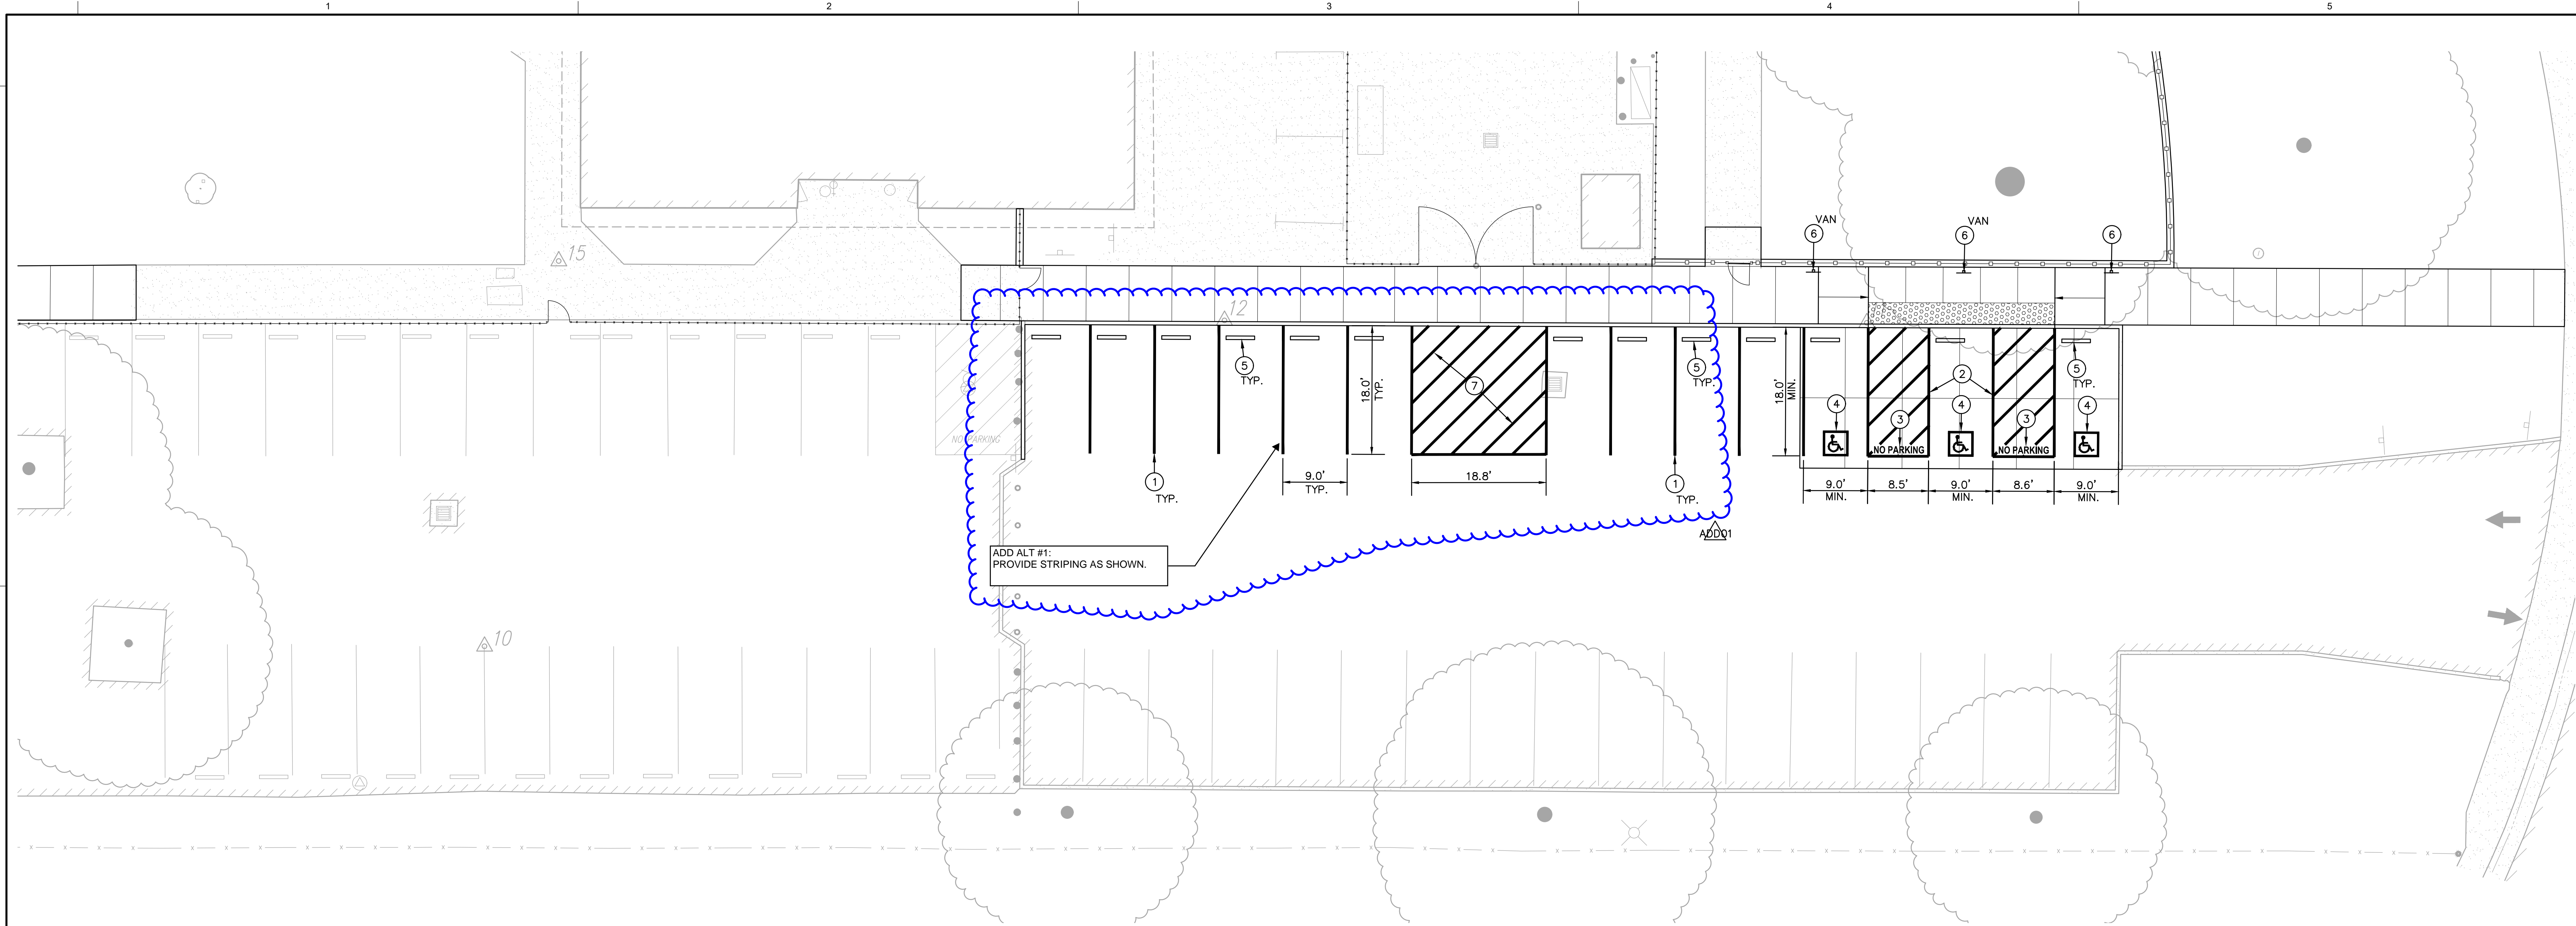 1
2
3
4
5
15
12
10
VAN
VAN
6
6
6
NO PARKING
5
TYP.
18.0'
TYP.
7
5
TYP.
18.0'
MIN.
2
5
TYP.
4
3
4
3
4
NO PARKING
NO PARKING
1
TYP.
9.0'
TYP.
18.8'
1
TYP.
9.0'
MIN.
8.5'
9.0'
MIN.
8.6'
9.0'
MIN.
ADD01
ADD ALT #1:
PROVIDE STRIPING AS SHOWN.